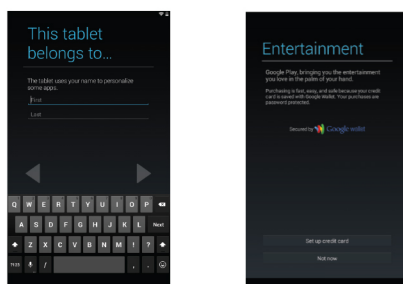 This tablet
belongs to...
The tablet uses your name to personalize
some apps.
First
Last
Q W E R T Y U I O P
A S D F G H J K L Next
Z X C V B N M ! ?
?123 / , .
Entertainment
Google Play, bringing you the entertainment
you love in the palm of your hand.
Purchasing is fast, easy, and safe because your credit
card is saved with Google Wallet. Your purchases are
password protected.
Secured by Google wallet
Set up credit card
Not now